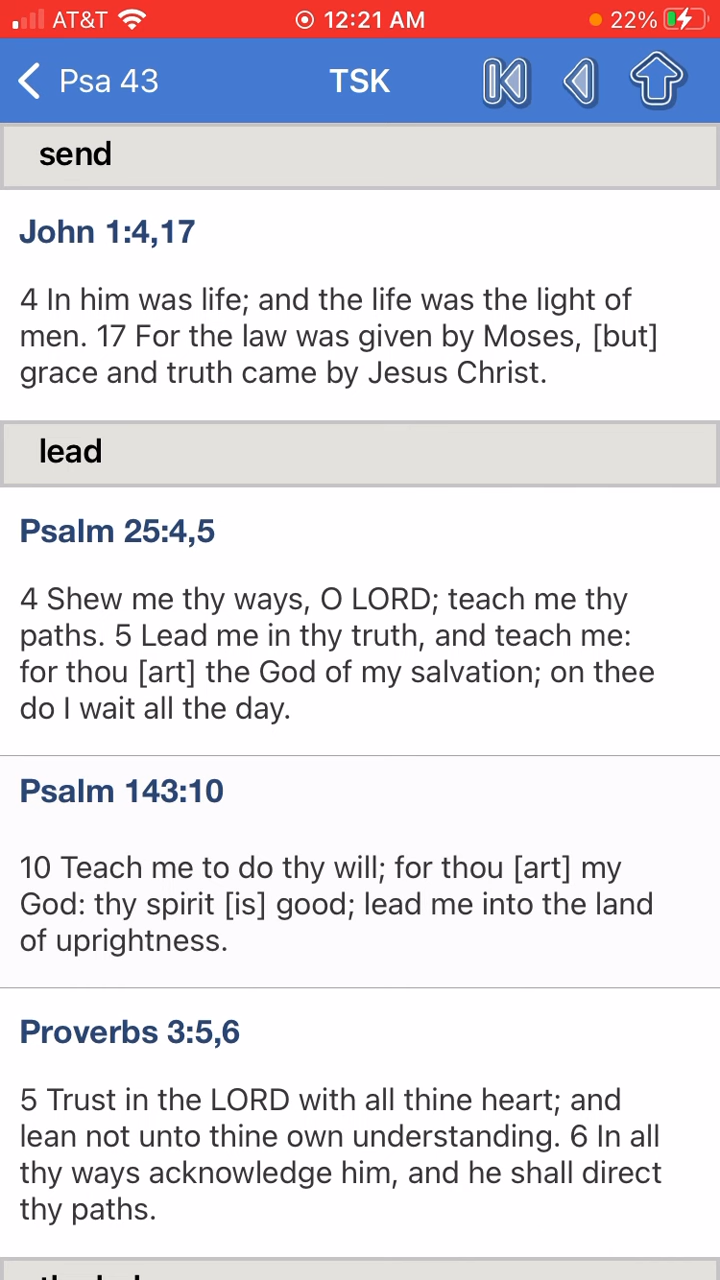 AT&T 12:21 AM 22%
Psa 43 TSK
send
John 1:4,17
4 In him was life; and the life was the light of
men. 17 For the law was given by Moses, [but]
grace and truth came by Jesus Christ.
lead
Psalm 25:4,5
4 Shew me thy ways, O LORD; teach me thy
paths. 5 Lead me in thy truth, and teach me:
for thou [art] the God of my salvation; on thee
do I wait all the day.
Psalm 143:10
10 Teach me to do thy will; for thou [art] my
God: thy spirit [is] good; lead me into the land
of uprightness.
Proverbs 3:5,6
5 Trust in the LORD with all thine heart; and
lean not unto thine own understanding. 6 In all
thy ways acknowledge him, and he shall direct
thy paths.